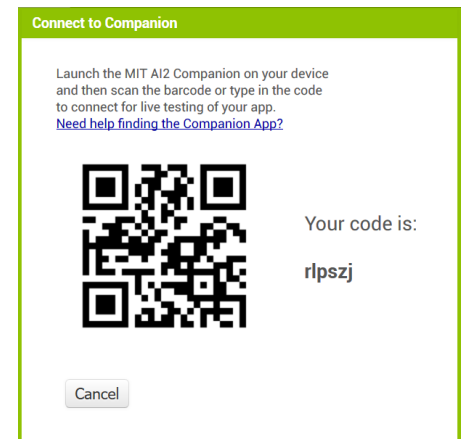 Connect to Companion
Launch the MIT AI2 Companion on your device
and then scan the barcode or type in the code
to connect for live testing of your app.
Need help finding the Companion App?
Your code is:
rlpszj
Cancel